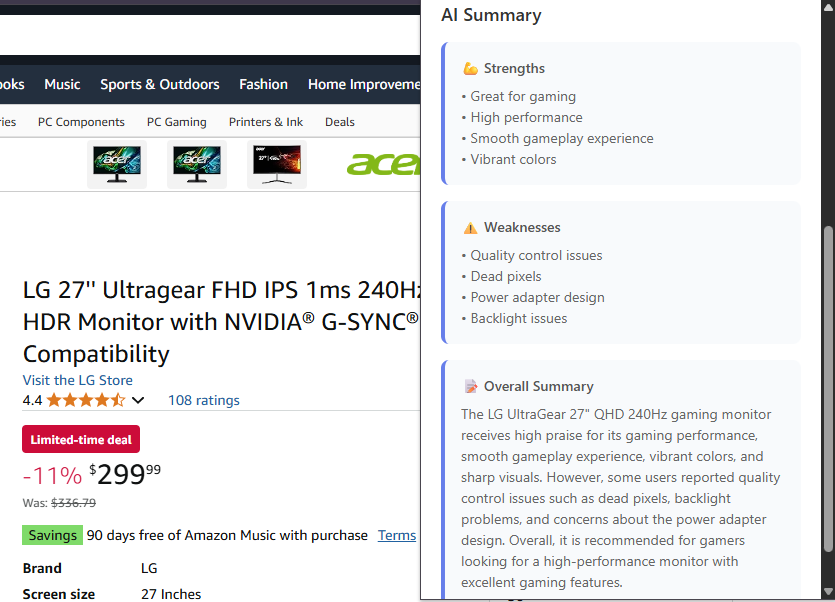 ooks Music Sports & Outdoors Fashion Home Improveme
ies PC Components PC Gaming Printers & Ink Deals
acer acer acer acer
LG 27" Ultragear FHD IPS 1ms 240Hz
HDR Monitor with NVIDIA® G-SYNC®
Compatibility
Visit the LG Store
4.4 108 ratings
Limited-time deal
-11% $299⁹⁹
Was: $336.79
Savings 90 days free of Amazon Music with purchase Terms
Brand LG
Screen size 27 Inches
AI Summary
💪 Strengths
• Great for gaming
• High performance
• Smooth gameplay experience
• Vibrant colors
⚠️ Weaknesses
• Quality control issues
• Dead pixels
• Power adapter design
• Backlight issues
📝 Overall Summary
The LG UltraGear 27" QHD 240Hz gaming monitor
receives high praise for its gaming performance,
smooth gameplay experience, vibrant colors, and
sharp visuals. However, some users reported quality
control issues such as dead pixels, backlight
problems, and concerns about the power adapter
design. Overall, it is recommended for gamers
looking for a high-performance monitor with
excellent gaming features.